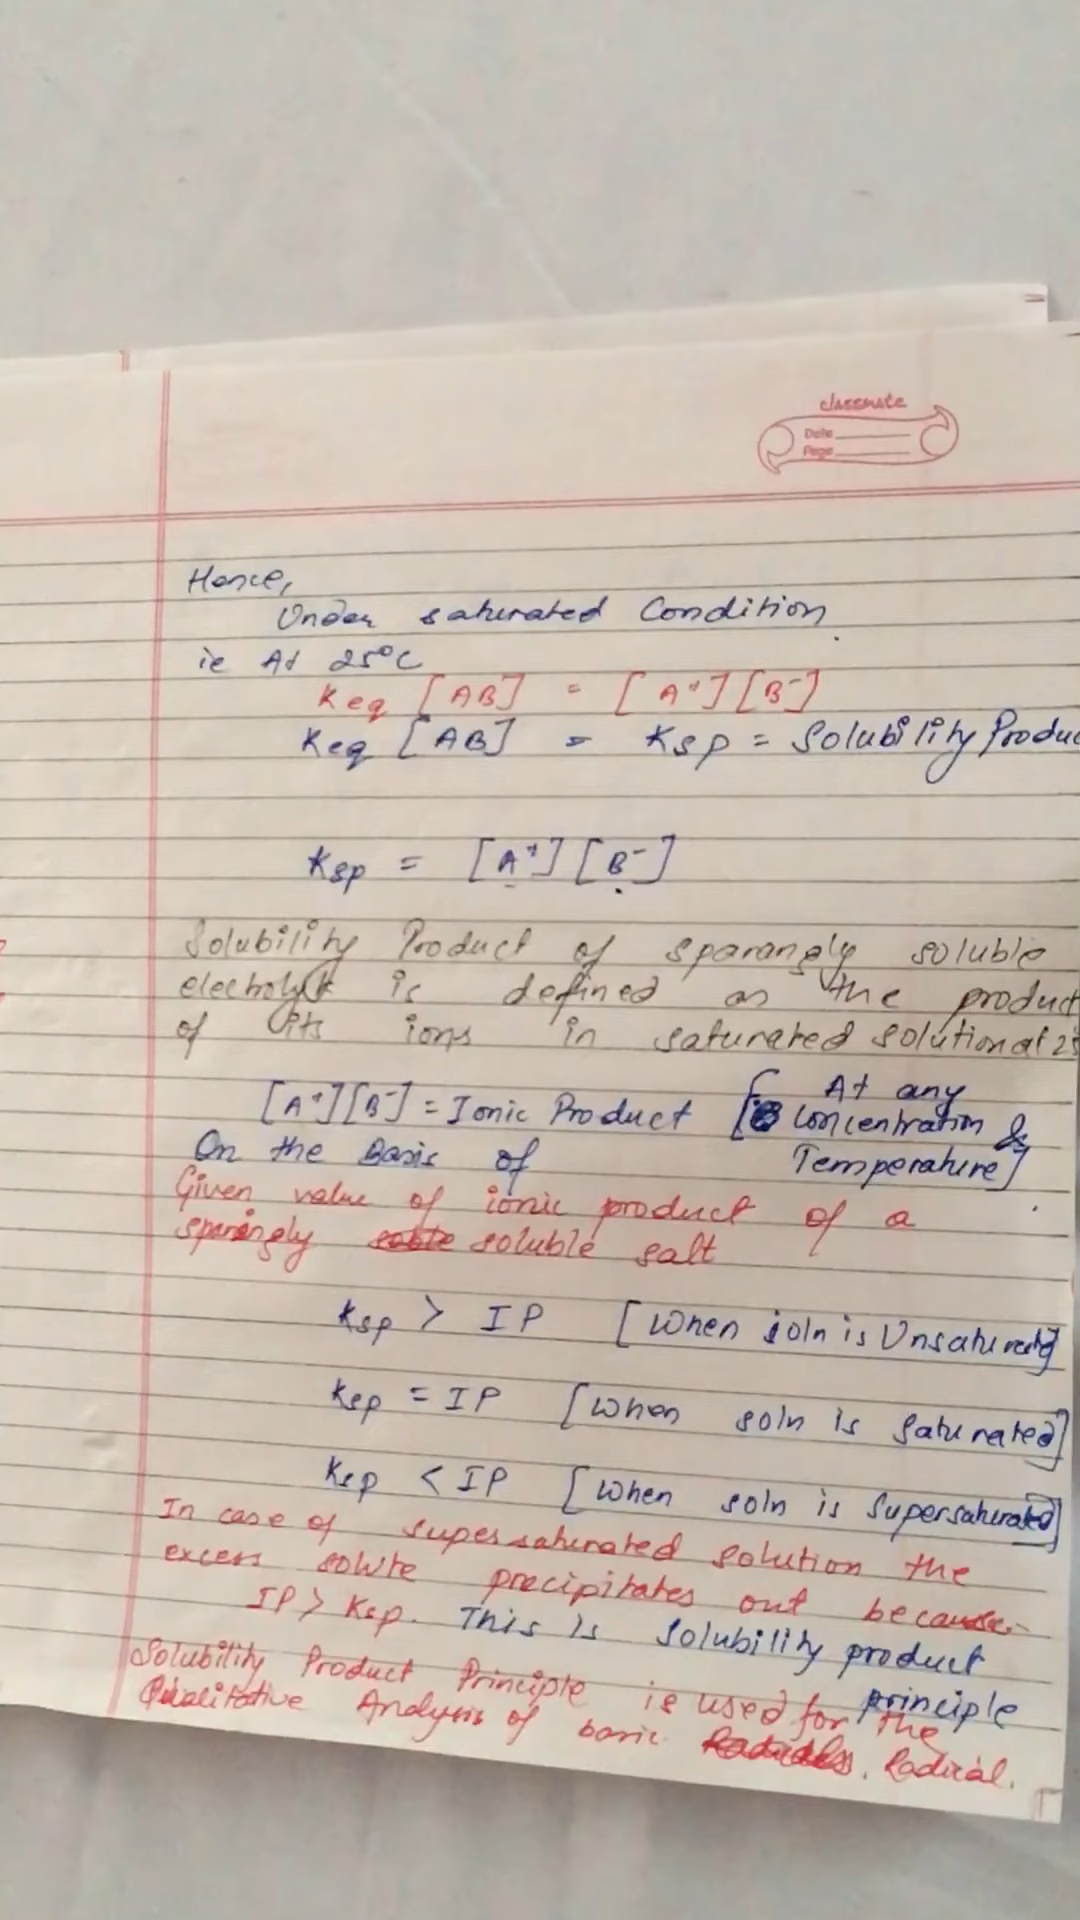 classmate
Date
Page
Hence,
Under saturated Condition
ie At 25°C
Keq [AB] = [A⁺][B⁻]
Keq [AB] = Ksp = Solubility Produc
Ksp = [A⁺][B⁻]
Solubility Product of sparangly soluble
electrolyte is defined as the product
of its ions in saturated solution at 25
[A⁺][B⁻] = Ionic Product [ At any
concentration &
On the Basis of Temperature]
Given value of ionic product of a
sparingly soluble salt
Ksp > IP [When soln is Unsaturated]
Ksp = IP [When soln is saturated]
Ksp < IP [When soln is Supersaturated]
In case of supersaturated solution the
excess solute precipitates out because
IP > Ksp. This is solubility product
principle
Solubility Product Principle is used for the
Qualitative Analysis of basic Radical.